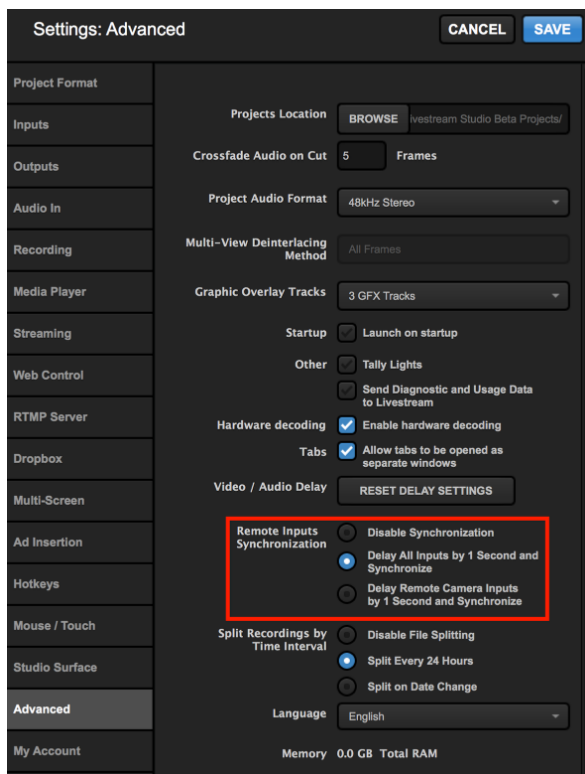 Settings: Advanced
CANCEL
SAVE
Project Format
Inputs
Outputs
Audio In
Recording
Media Player
Streaming
Web Control
RTMP Server
Dropbox
Multi-Screen
Ad Insertion
Hotkeys
Mouse / Touch
Studio Surface
Advanced
My Account
Projects Location
BROWSE
ivestream Studio Beta Projects/
Crossfade Audio on Cut
5
Frames
Project Audio Format
48kHz Stereo
Multi-View Deinterlacing
Method
All Frames
Graphic Overlay Tracks
3 GFX Tracks
Startup
Launch on startup
Other
Tally Lights
Send Diagnostic and Usage Data
to Livestream
Hardware decoding
Enable hardware decoding
Tabs
Allow tabs to be opened as
separate windows
Video / Audio Delay
RESET DELAY SETTINGS
Remote Inputs
Synchronization
Disable Synchronization
Delay All Inputs by 1 Second and
Synchronize
Delay Remote Camera Inputs
by 1 Second and Synchronize
Split Recordings by
Time Interval
Disable File Splitting
Split Every 24 Hours
Split on Date Change
Language
English
Memory
0.0 GB Total RAM